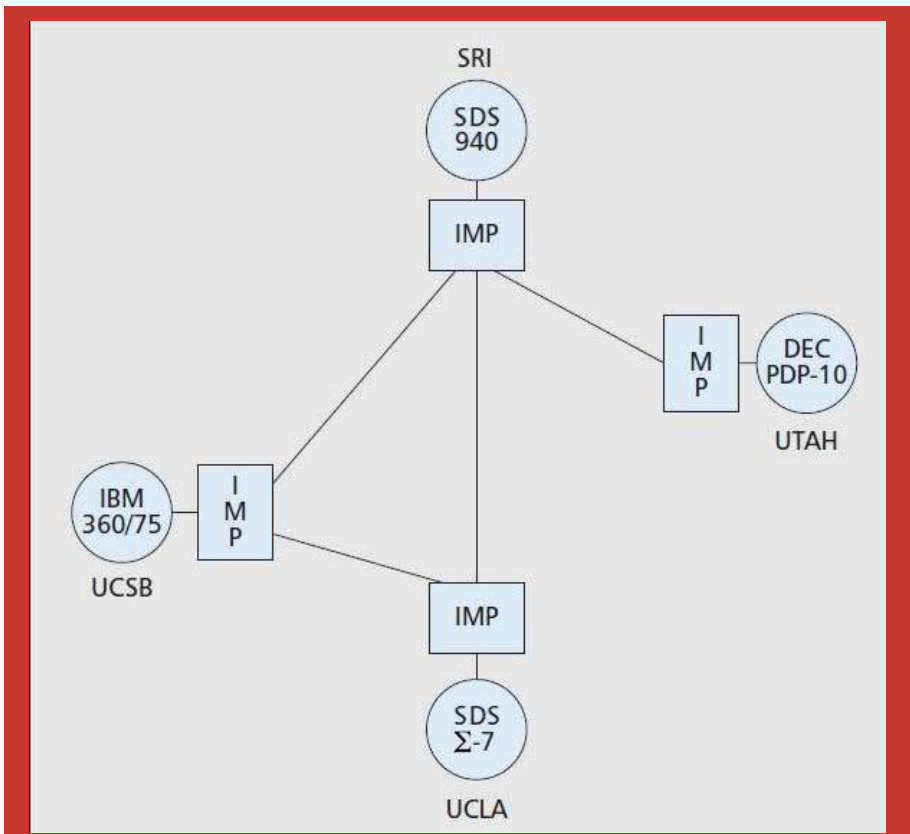 SRI
SDS
940
IMP
I
M
P
DEC
PDP-10
UTAH
IBM
360/75
I
M
P
UCSB
IMP
SDS
Σ-7
UCLA